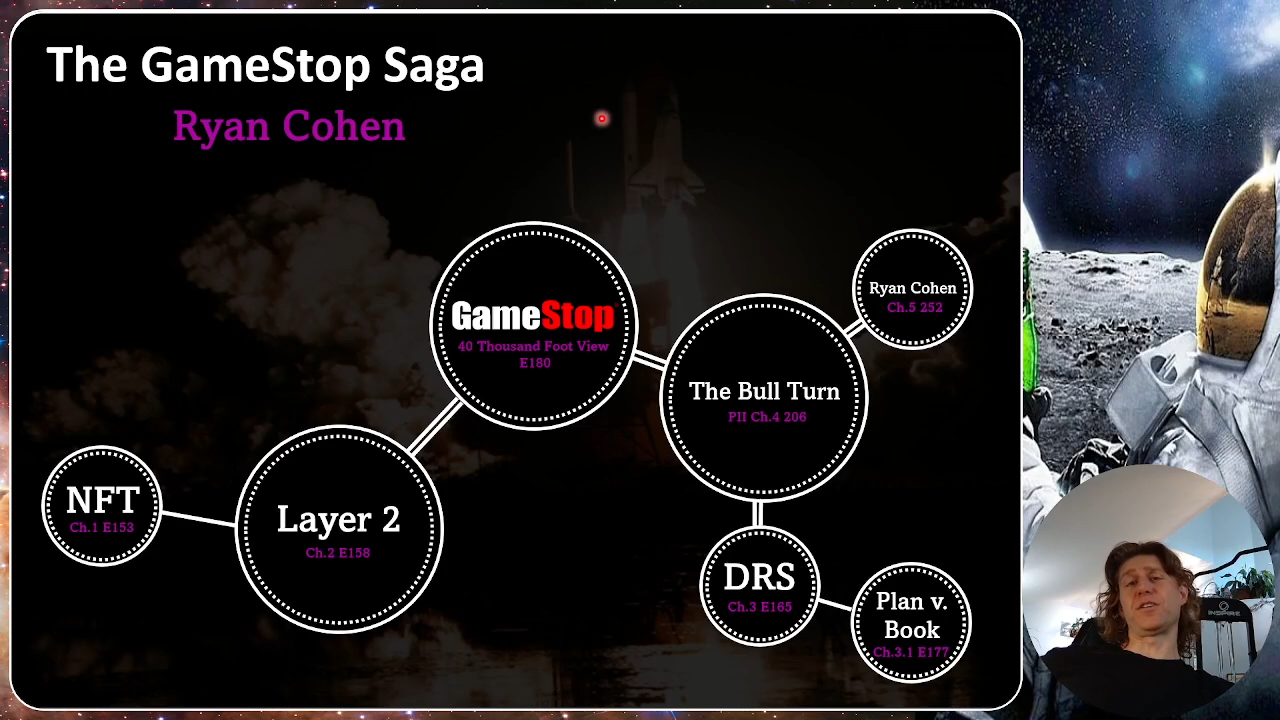 The GameStop Saga
Ryan Cohen
GameStop
40 Thousand Foot View
E180
Ryan Cohen
Ch.5 252
The Bull Turn
PII Ch.4 206
NFT
Ch.1 E153
Layer 2
Ch.2 E158
DRS
Ch.3 E165
Plan v.
Book
Ch.3.1 E177
INSPIRE